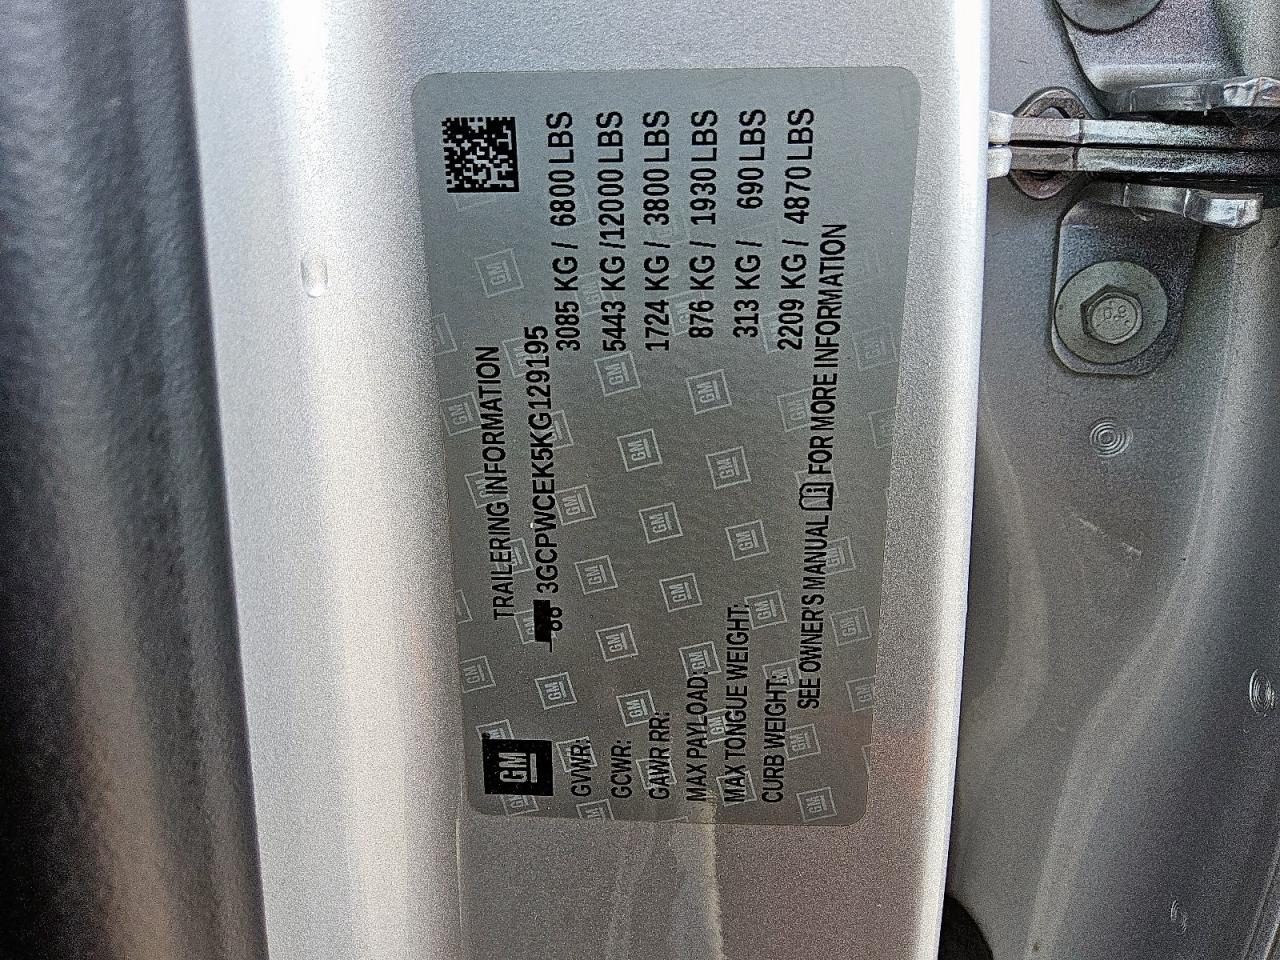 GM
TRAILERING INFORMATION
3GCPWCEK5KG129195
GVWR: 3085 KG / 6800 LBS
GCWR: 5443 KG /12000 LBS
GAWR RR: 1724 KG / 3800 LBS
MAX PAYLOAD: 876 KG / 1930 LBS
MAX TONGUE WEIGHT: 313 KG / 690 LBS
CURB WEIGHT: 2209 KG / 4870 LBS
SEE OWNER'S MANUAL FOR MORE INFORMATION